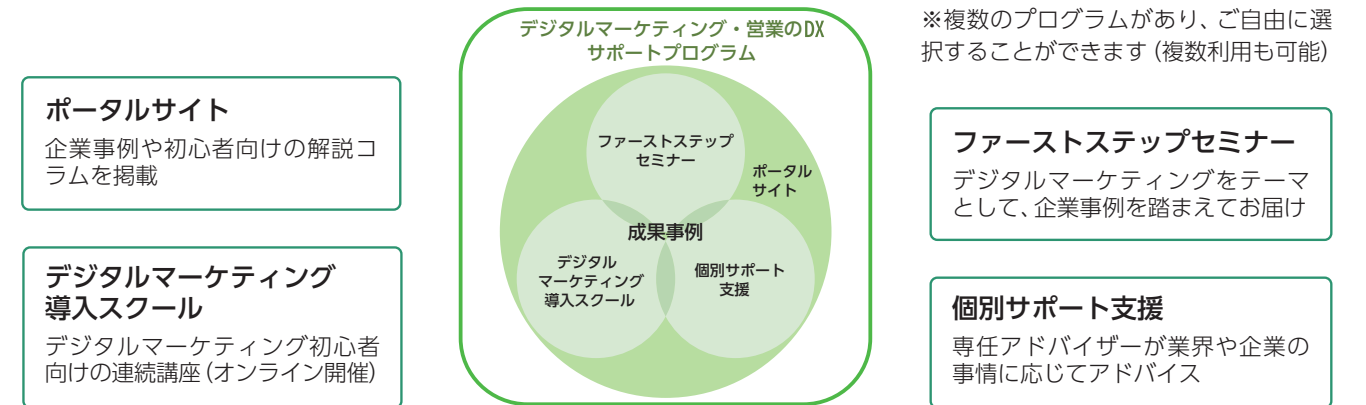 ポータルサイト
企業事例や初心者向けの解説コ
ラムを掲載
デジタルマーケティング
導入スクール
デジタルマーケティング初心者
向けの連続講座(オンライン開催)
デジタルマーケティング・営業のDX
サポートプログラム
ファーストステップ
セミナー
ポータル
サイト
成果事例
デジタル
マーケティング
導入スクール
個別サポート
支援
※複数のプログラムがあり、ご自由に選
択することができます(複数利用も可能)
ファーストステップセミナー
デジタルマーケティングをテーマ
として、企業事例を踏まえてお届け
個別サポート支援
専任アドバイザーが業界や企業の
事情に応じてアドバイス